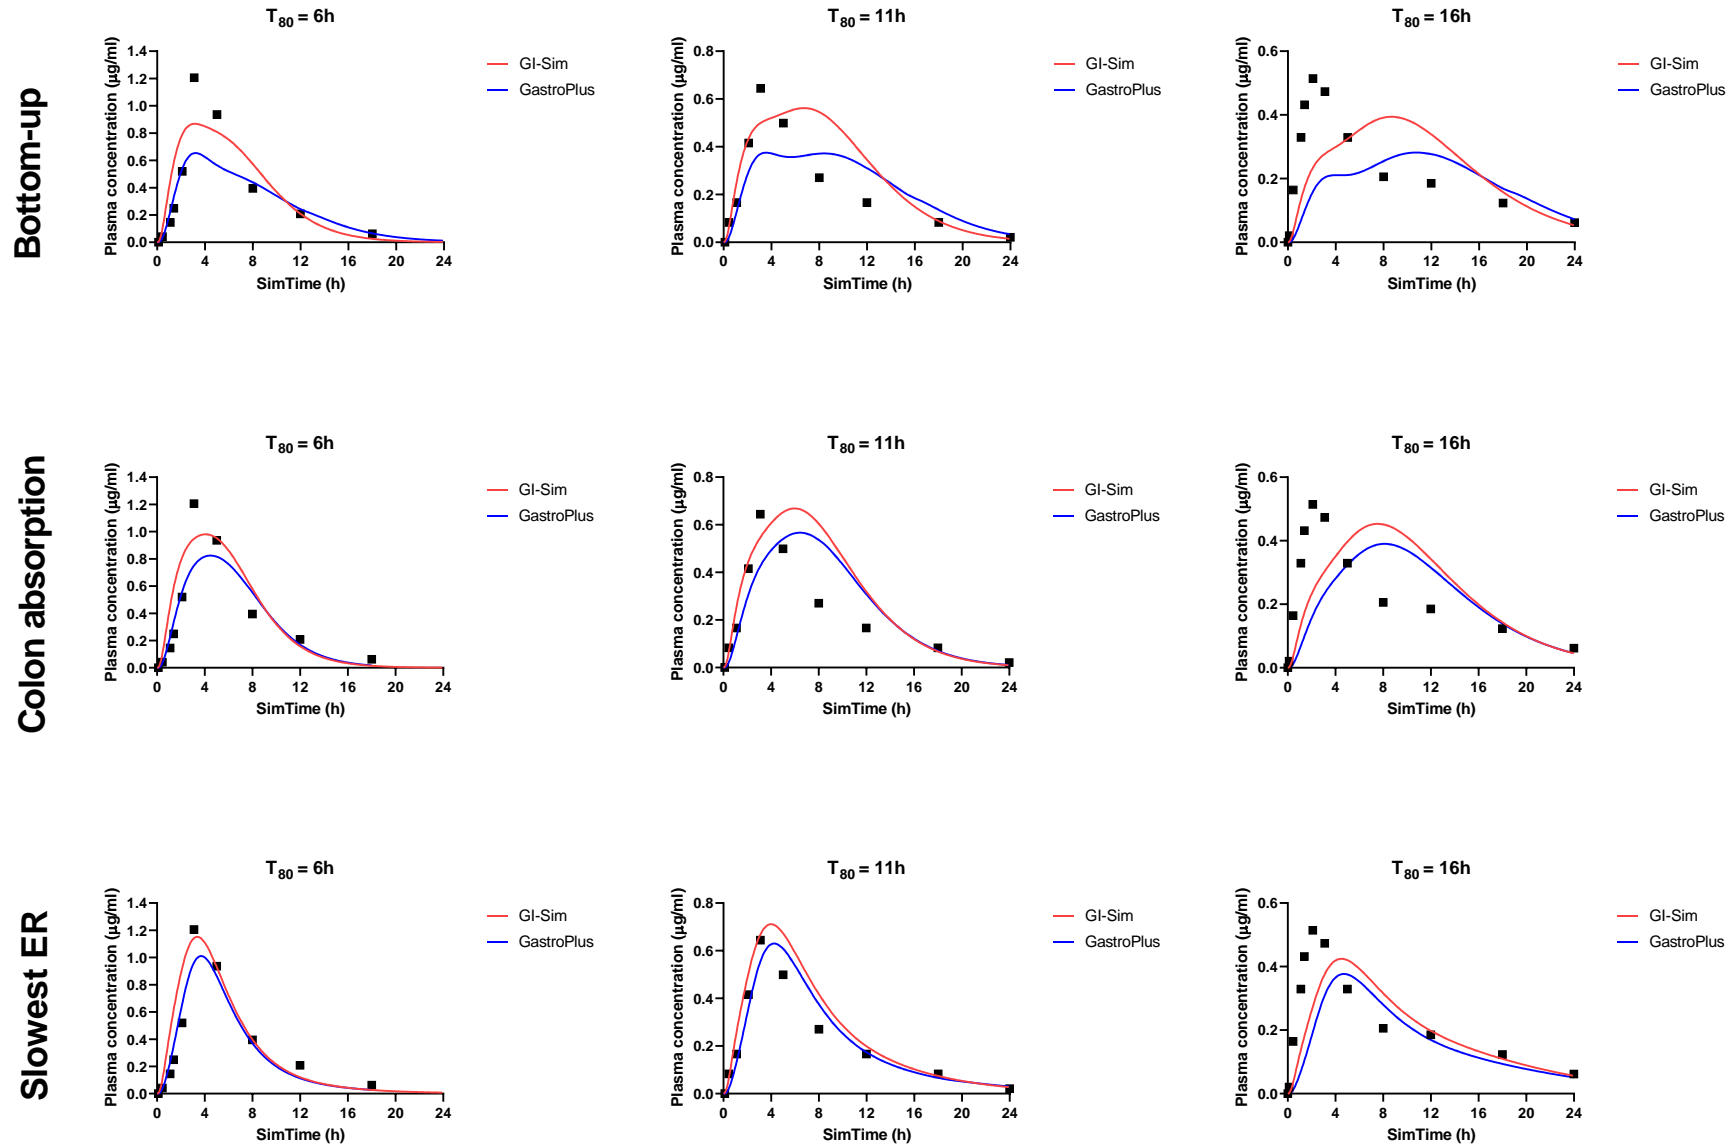 Bottom-up
T80 = 6h
Plasma concentration (µg/ml)
1.4
1.2
1.0
0.8
0.6
0.4
0.2
0.0
0 4 8 12 16 20 24
SimTime (h)
GI-Sim
GastroPlus
T80 = 11h
Plasma concentration (µg/ml)
0.8
0.6
0.4
0.2
0.0
0 4 8 12 16 20 24
SimTime (h)
GI-Sim
GastroPlus
T80 = 16h
Plasma concentration (µg/ml)
0.6
0.4
0.2
0.0
0 4 8 12 16 20 24
SimTime (h)
GI-Sim
GastroPlus
Colon absorption
T80 = 6h
Plasma concentration (µg/ml)
1.4
1.2
1.0
0.8
0.6
0.4
0.2
0.0
0 4 8 12 16 20 24
SimTime (h)
GI-Sim
GastroPlus
T80 = 11h
Plasma concentration (µg/ml)
0.8
0.6
0.4
0.2
0.0
0 4 8 12 16 20 24
SimTime (h)
GI-Sim
GastroPlus
T80 = 16h
Plasma concentration (µg/ml)
0.6
0.4
0.2
0.0
0 4 8 12 16 20 24
SimTime (h)
GI-Sim
GastroPlus
Slowest ER
T80 = 6h
Plasma concentration (µg/ml)
1.4
1.2
1.0
0.8
0.6
0.4
0.2
0.0
0 4 8 12 16 20 24
SimTime (h)
GI-Sim
GastroPlus
T80 = 11h
Plasma concentration (µg/ml)
0.8
0.6
0.4
0.2
0.0
0 4 8 12 16 20 24
SimTime (h)
GI-Sim
GastroPlus
T80 = 16h
Plasma concentration (µg/ml)
0.6
0.4
0.2
0.0
0 4 8 12 16 20 24
SimTime (h)
GI-Sim
GastroPlus